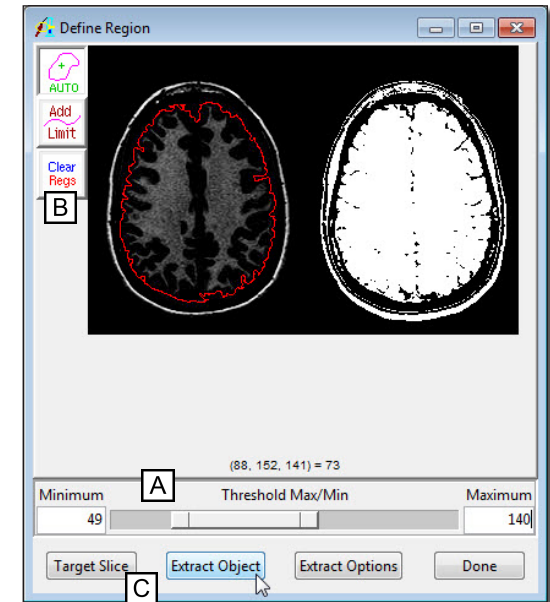 Define Region
AUTO
Add
Limit
Clear
Regs
B
(88, 152, 141) = 73
A
Minimum Threshold Max/Min Maximum
49 140
Target Slice Extract Object Extract Options Done
C